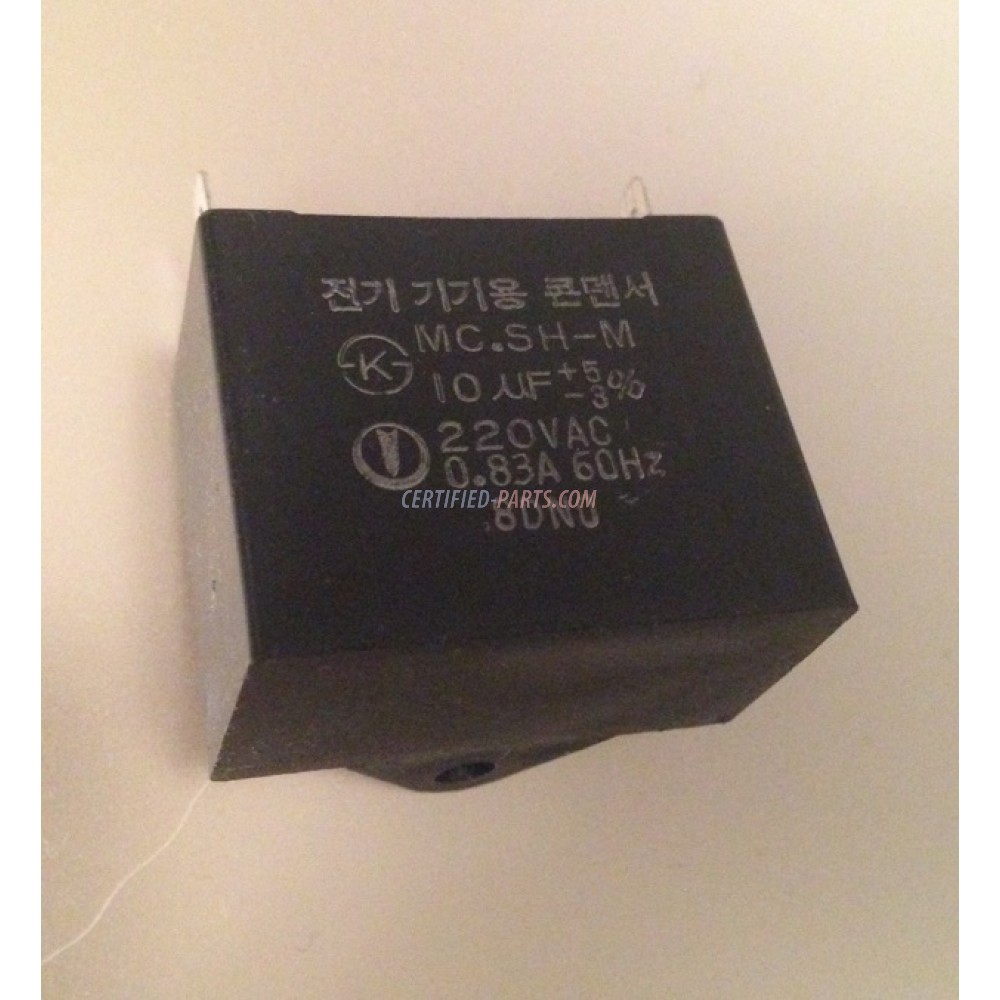 전기 기기용 콘덴서
K MC.SH-M
10 µF +5 -3 %
220VAC
0.83A 60Hz
CERTIFIED-PARTS.COM
8DN0